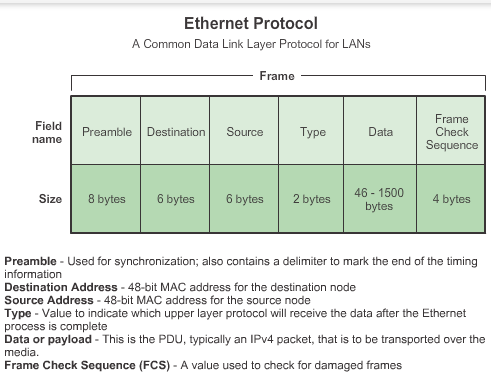 Ethernet Protocol
A Common Data Link Layer Protocol for LANs
Frame
Field name
Preamble
Destination
Source
Type
Data
Frame Check Sequence
Size
8 bytes
6 bytes
6 bytes
2 bytes
46 - 1500 bytes
4 bytes
Preamble - Used for synchronization; also contains a delimiter to mark the end of the timing
information
Destination Address - 48-bit MAC address for the destination node
Source Address - 48-bit MAC address for the source node
Type - Value to indicate which upper layer protocol will receive the data after the Ethernet
process is complete
Data or payload - This is the PDU, typically an IPv4 packet, that is to be transported over the
media.
Frame Check Sequence (FCS) - A value used to check for damaged frames